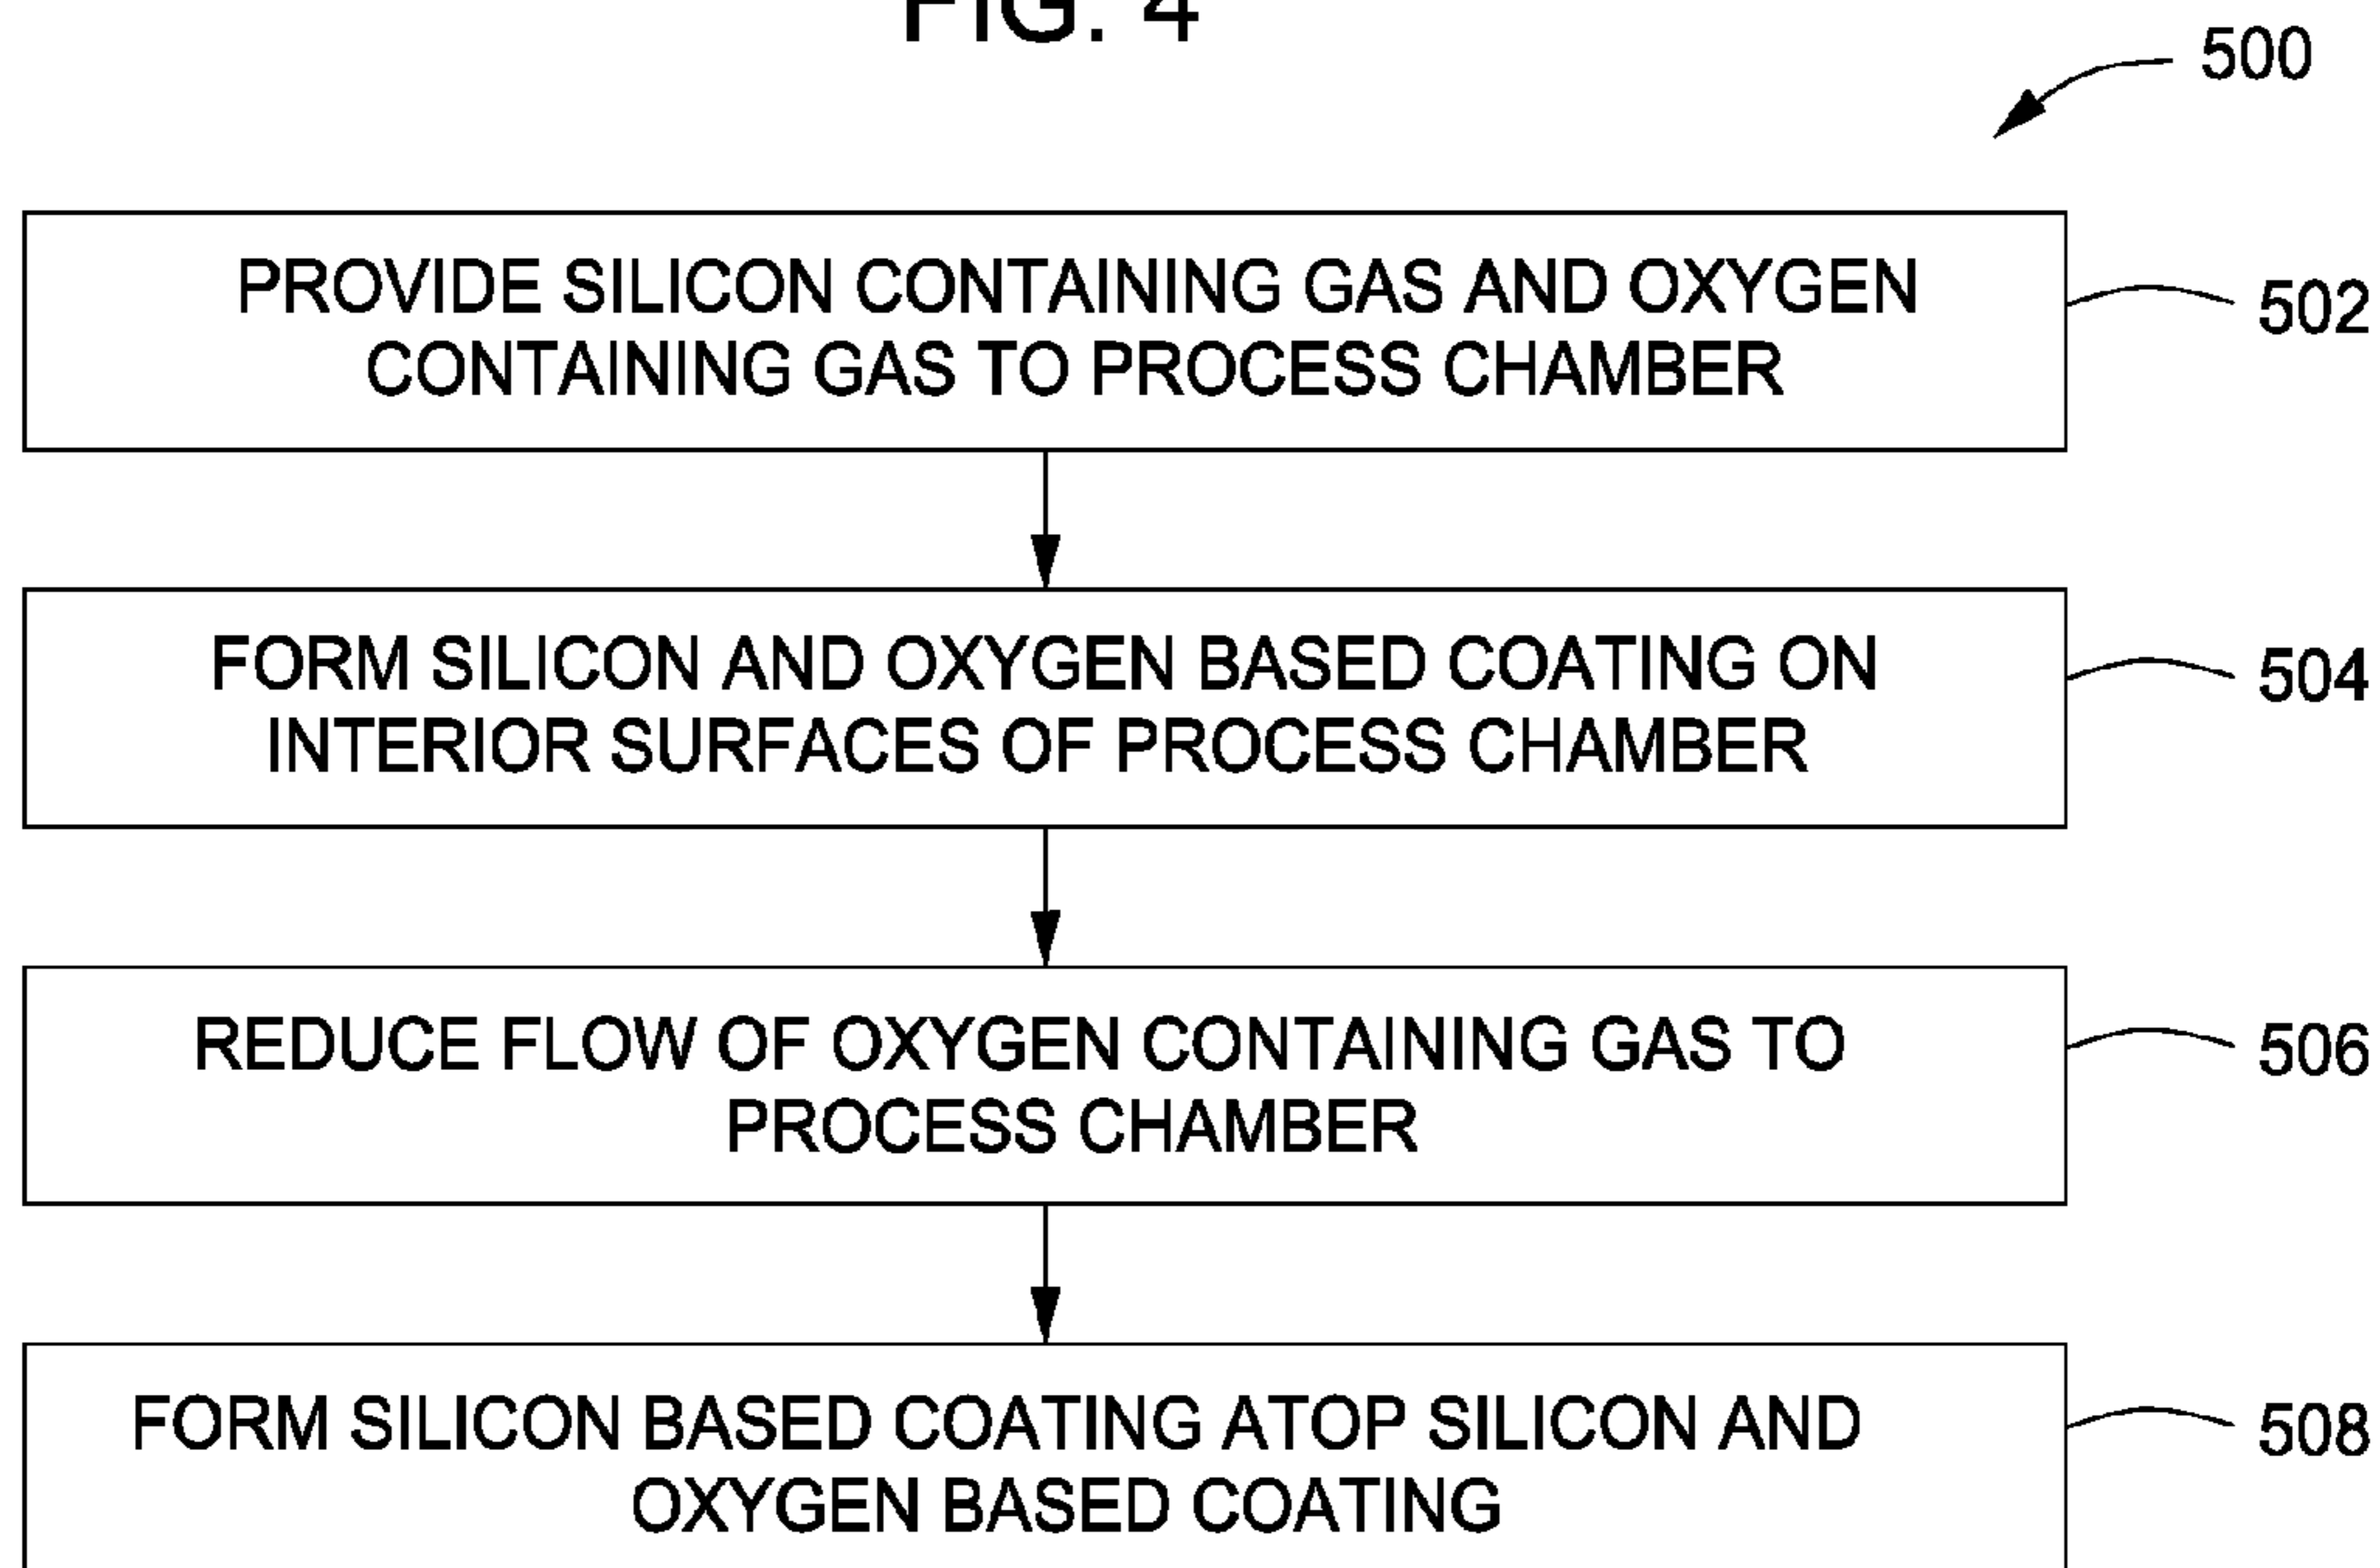 FIG. 4
500
PROVIDE SILICON CONTAINING GAS AND OXYGEN
CONTAINING GAS TO PROCESS CHAMBER
502
FORM SILICON AND OXYGEN BASED COATING ON
INTERIOR SURFACES OF PROCESS CHAMBER
504
REDUCE FLOW OF OXYGEN CONTAINING GAS TO
PROCESS CHAMBER
506
FORM SILICON BASED COATING ATOP SILICON AND
OXYGEN BASED COATING
508